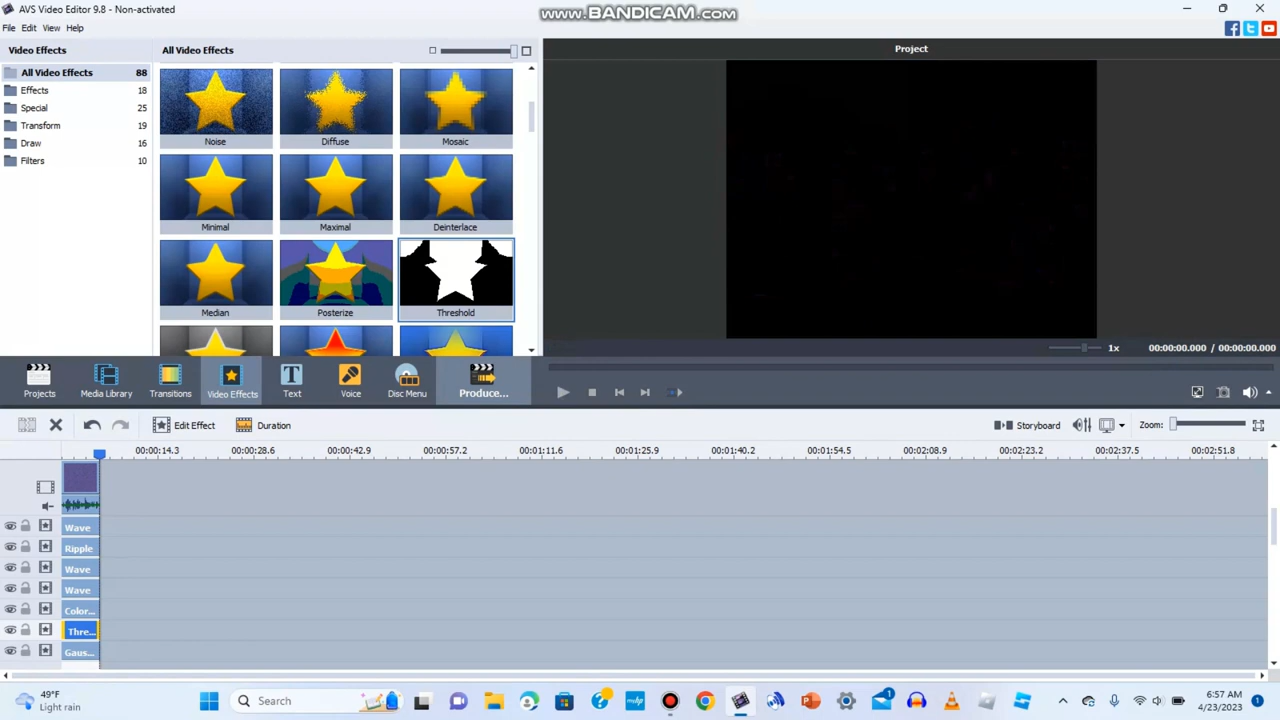 AVS Video Editor 9.8 - Non-activated
www.BANDICAM.com
File Edit View Help
Video Effects
All Video Effects 88
Effects 18
Special 25
Transform 19
Draw 16
Filters 10
All Video Effects
Noise Diffuse Mosaic
Minimal Maximal Deinterlace
Median Posterize Threshold
Project
1x 00:00:00.000 / 00:00:00.000
Projects Media Library Transitions Video Effects Text Voice Disc Menu Produce...
Edit Effect Duration Storyboard Zoom:
00:00:14.3 00:00:28.6 00:00:42.9 00:00:57.2 00:01:11.6 00:01:25.9 00:01:40.2 00:01:54.5 00:02:08.9 00:02:23.2 00:02:37.5 00:02:51.8
Wave
Ripple
Wave
Wave
Color...
Thre...
Gaus...
49°F
Light rain
Search
1
6:57 AM
4/23/2023
1